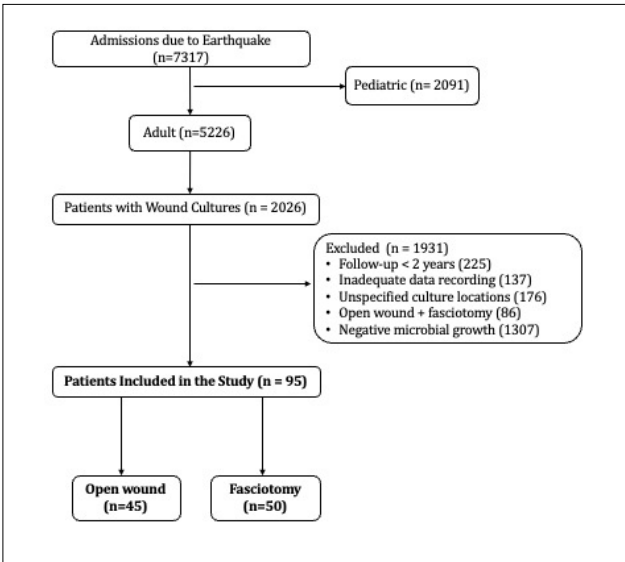 Admissions due to Earthquake
(n=7317)
Pediatric (n= 2091)
Adult (n=5226)
Patients with Wound Cultures (n = 2026)
Excluded (n = 1931)
• Follow-up < 2 years (225)
• Inadequate data recording (137)
• Unspecified culture locations (176)
• Open wound + fasciotomy (86)
• Negative microbial growth (1307)
Patients Included in the Study (n = 95)
Open wound
(n=45)
Fasciotomy
(n=50)